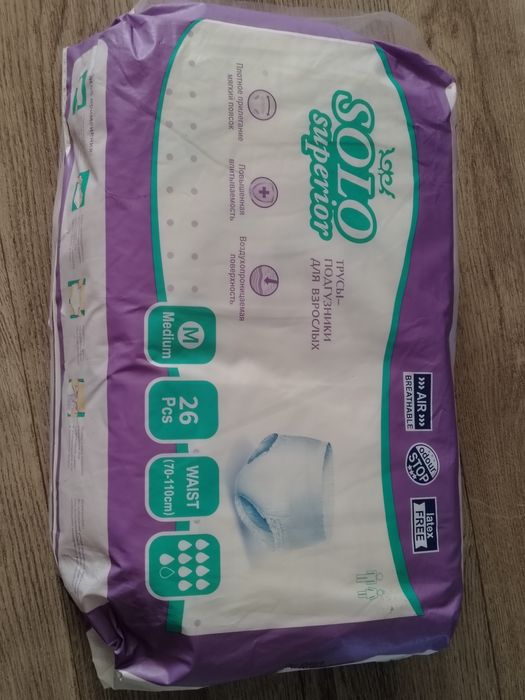 SOLO
superior
ТРУСЫ-
ПОДГУЗНИКИ
ДЛЯ ВЗРОСЛЫХ
Плотное прилегание
мягкий поясок
Повышенная
впитываемость
Воздухопроницаемая
поверхность
AIR
BREATHABLE
odour
STOP
latex
FREE
M
Medium
26
Pcs
WAIST
(70-110cm)